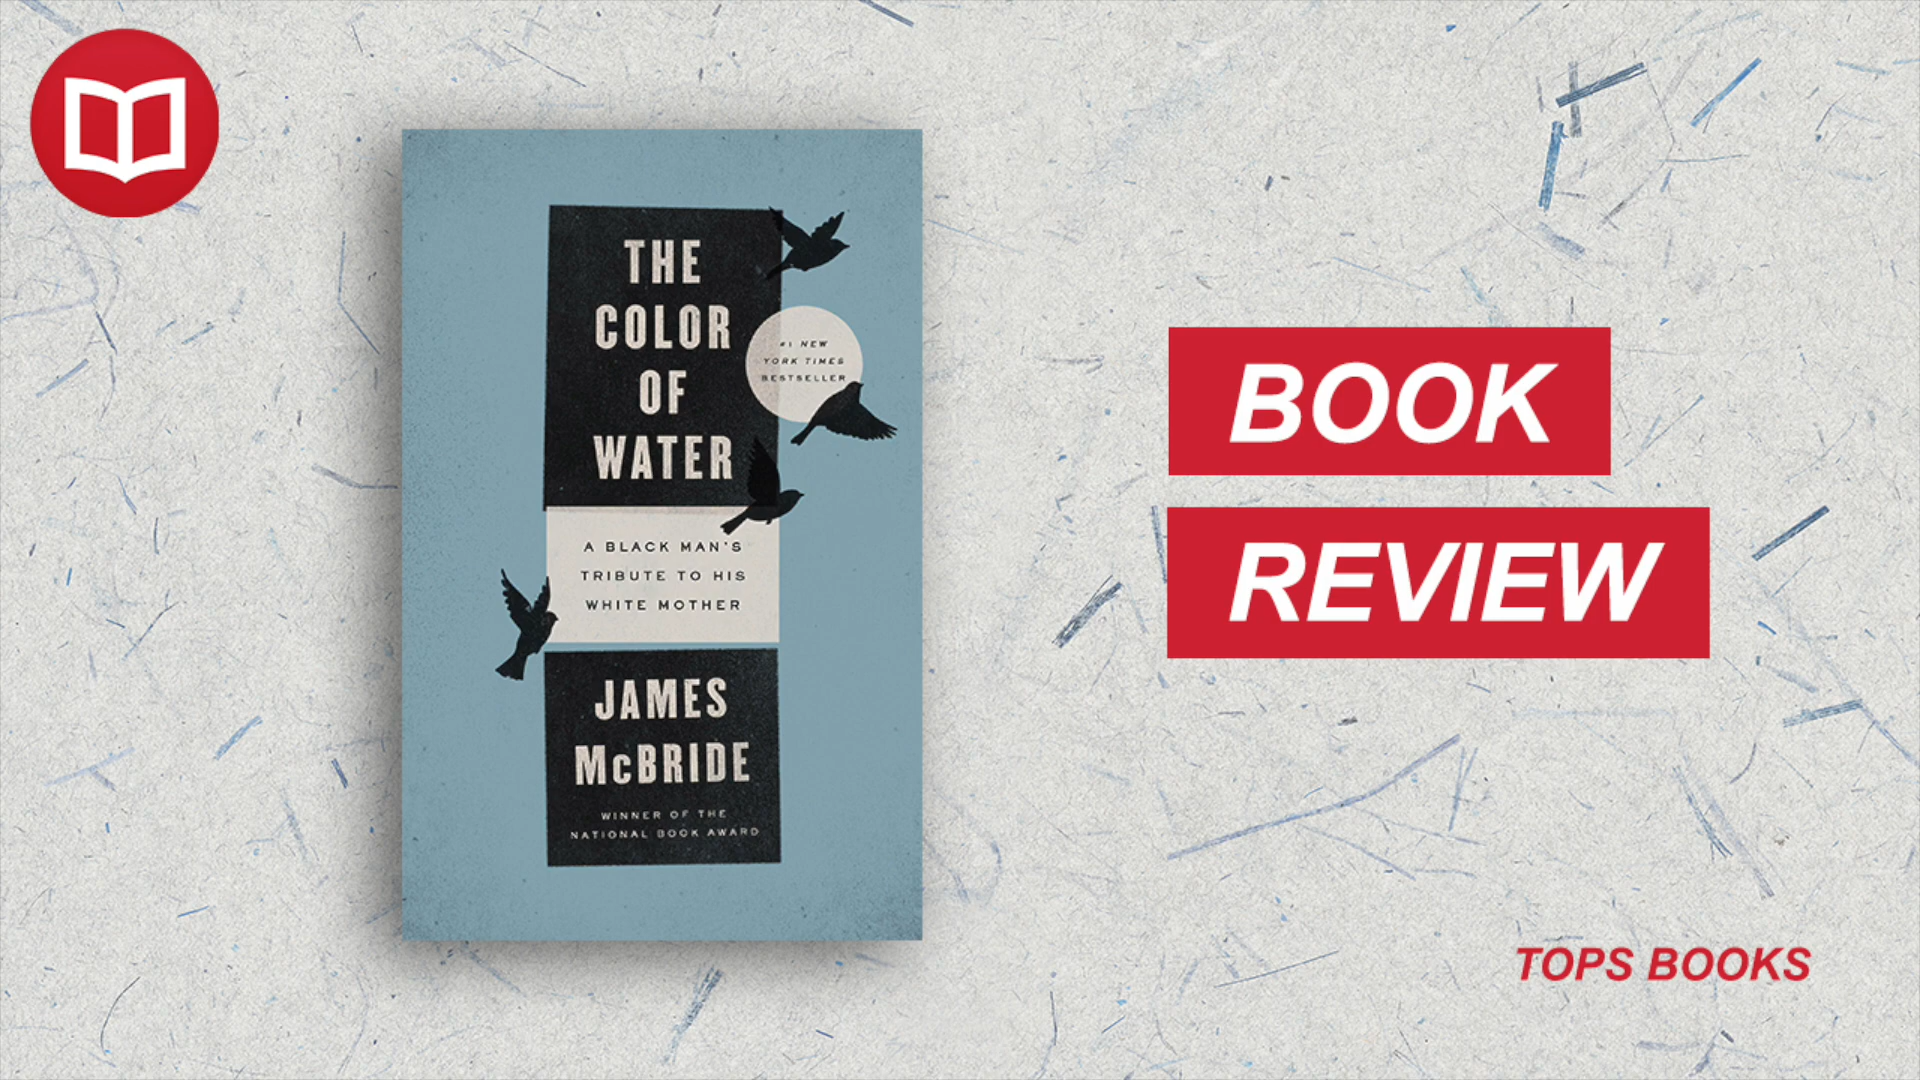 THE
COLOR
OF
WATER
#1 NEW
YORK TIMES
BESTSELLER
A BLACK MAN'S
TRIBUTE TO HIS
WHITE MOTHER
JAMES
McBRIDE
WINNER OF THE
NATIONAL BOOK AWARD
BOOK
REVIEW
TOPS BOOKS